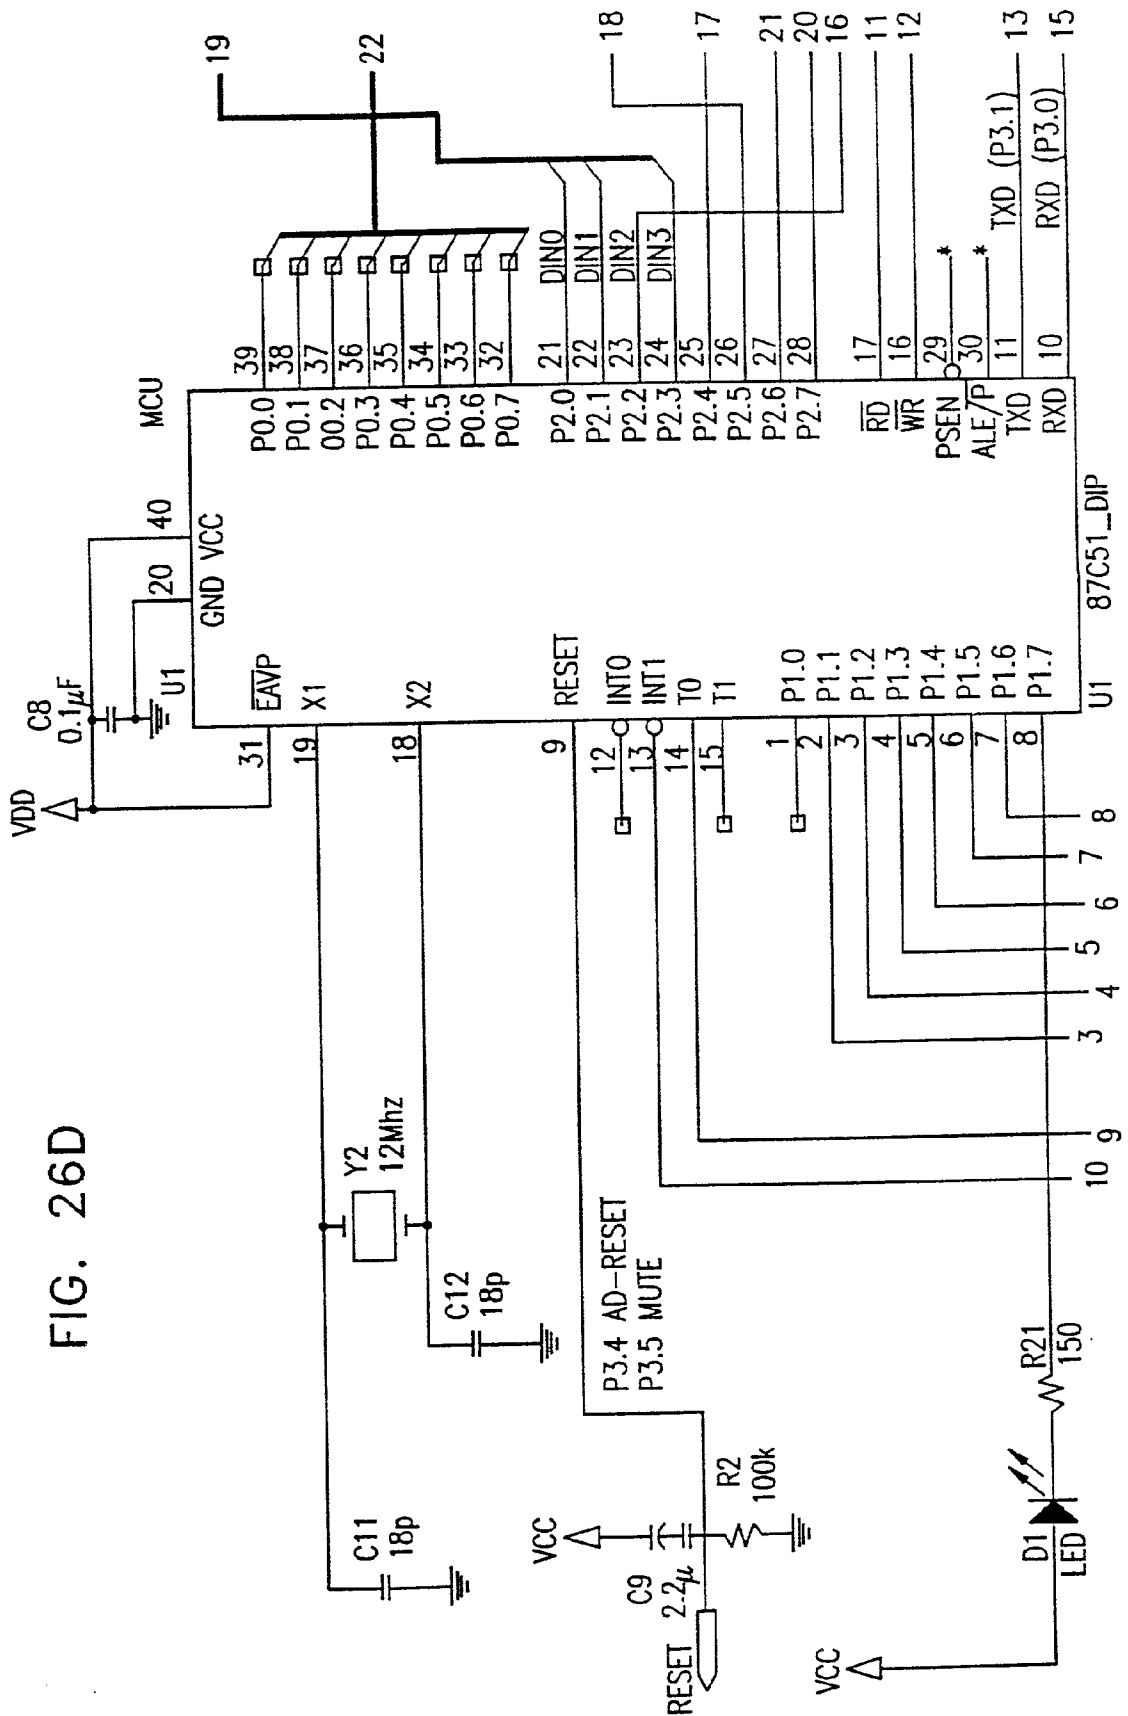 FIG. 26D
VDD
C8
0.1μF
U1
20
40
GND VCC
MCU
31
EAVP
19
X1
18
X2
9
RESET
12
INT0
13
INT1
14
T0
15
T1
1
P1.0
2
P1.1
3
P1.2
4
P1.3
5
P1.4
6
P1.5
7
P1.6
8
P1.7
P0.0
39
P0.1
38
00.2
37
P0.3
36
P0.4
35
P0.5
34
P0.6
33
P0.7
32
P2.0
21
DIN0
P2.1
22
DIN1
P2.2
23
DIN2
P2.3
24
DIN3
P2.4
25
P2.5
26
P2.6
27
P2.7
28
RD
17
WR
16
PSEN
29
*
ALE/P
30
*
TXD
11
TXD (P3.1)
RXD
10
RXD (P3.0)
U1
87C51_DIP
19
22
18
17
21
20
16
11
12
13
15
Y2
12Mhz
C11
18p
C12
18p
P3.4 AD-RESET
P3.5 MUTE
VCC
C9
2.2μ
R2
100k
RESET
VCC
D1
LED
R21
150
10
9
3
4
5
6
7
8